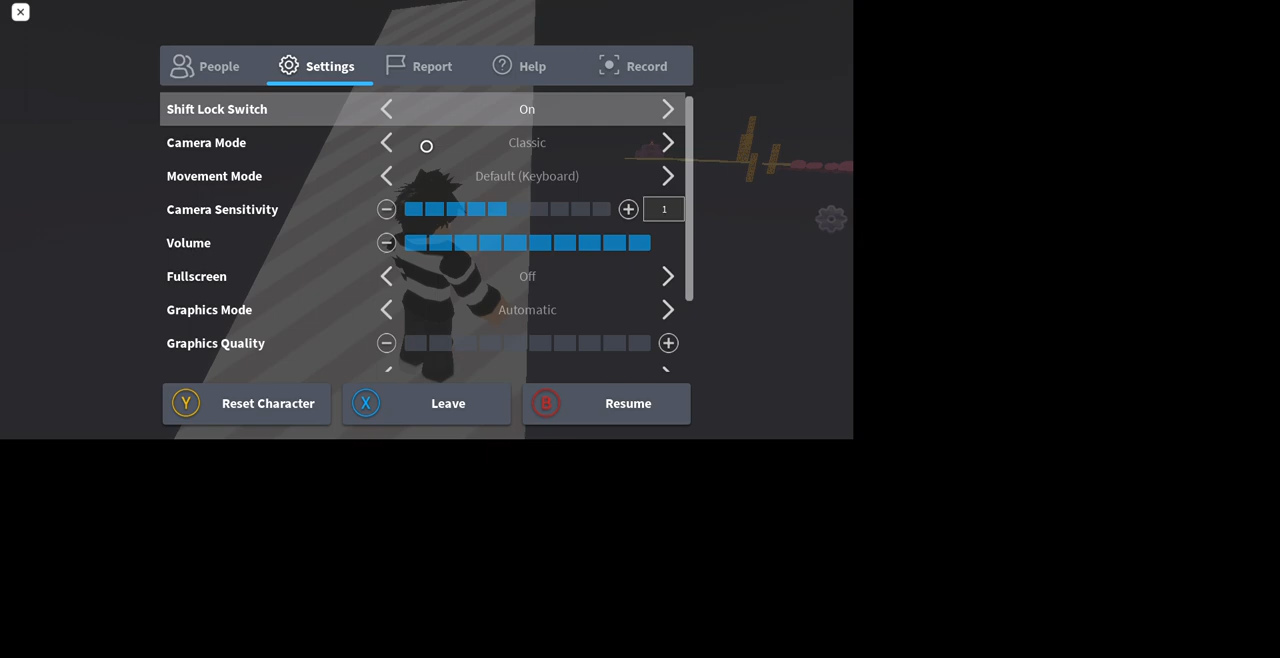 People Settings Report Help Record
Shift Lock Switch On
Camera Mode Classic
Movement Mode Default (Keyboard)
Camera Sensitivity 1
Volume
Fullscreen Off
Graphics Mode Automatic
Graphics Quality
Y Reset Character X Leave B Resume